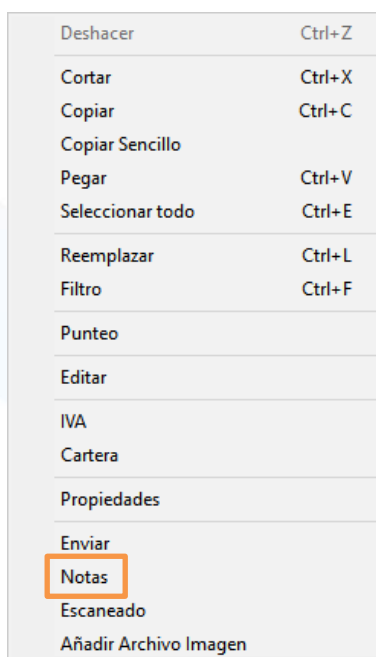 Deshacer Ctrl+Z
Cortar Ctrl+X
Copiar Ctrl+C
Copiar Sencillo
Pegar Ctrl+V
Seleccionar todo Ctrl+E
Reemplazar Ctrl+L
Filtro Ctrl+F
Punteo
Editar
IVA
Cartera
Propiedades
Enviar
Notas
Escaneado
Añadir Archivo Imagen